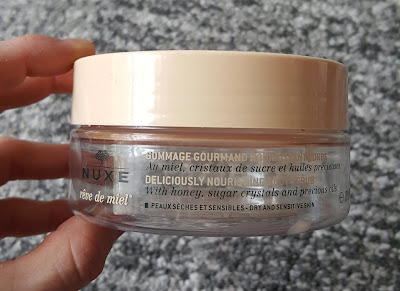 NUXE
rêve de miel®
GOMMAGE GOURMAND
Au miel, cristaux de sucre et huiles précieuses
DELICIOUSLY
With honey, sugar crystals and precious oils
PEAUX SÈCHES ET SENSIBLES - DRY AND SENSITIVE SKIN